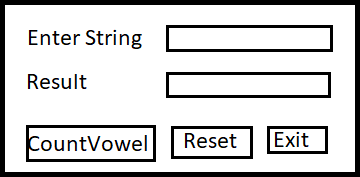 Enter String
Result
CountVowel Reset Exit